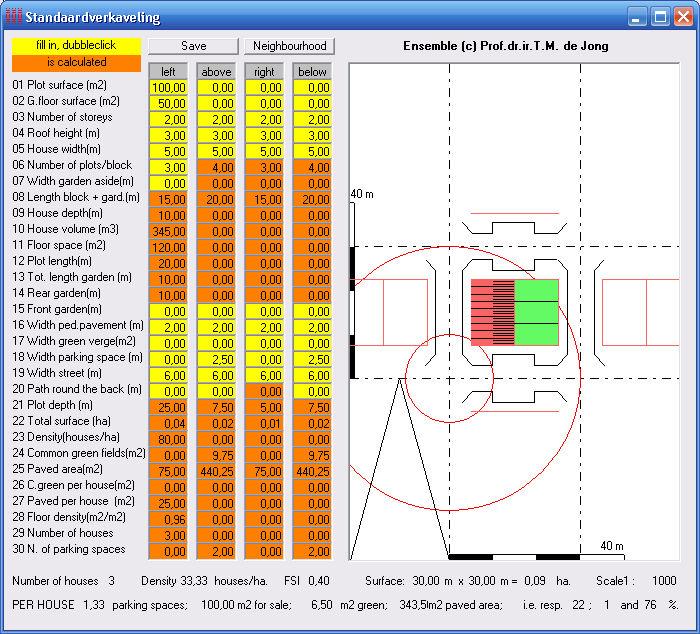 Standaardverkaveling
fill in, dubbleclick
is calculated
Save
Neighbourhood
Ensemble (c) Prof.dr.ir.T.M. de Jong
left above right below
01 Plot surface (m2) 100,00 0,00 0,00 0,00
02 G.floor surface (m2) 50,00 0,00 0,00 0,00
03 Number of storeys 2,00 2,00 2,00 2,00
04 Roof height (m) 3,00 3,00 3,00 3,00
05 House width(m) 5,00 5,00 5,00 5,00
06 Number of plots/block 3,00 4,00 3,00 4,00
07 Width garden aside(m) 0,00 0,00 0,00 0,00
08 Length block + gard.(m) 15,00 20,00 15,00 20,00
09 House depth(m) 10,00 0,00 0,00 0,00
10 House volume (m3) 345,00 0,00 0,00 0,00
11 Floor space (m2) 120,00 0,00 0,00 0,00
12 Plot length(m) 20,00 0,00 0,00 0,00
13 Tot. length garden (m) 10,00 0,00 0,00 0,00
14 Rear garden(m) 10,00 0,00 0,00 0,00
15 Front garden(m) 0,00 0,00 0,00 0,00
16 Width ped.pavement (m) 2,00 2,00 2,00 2,00
17 Width green verge(m2) 0,00 0,00 0,00 0,00
18 Width parking space (m) 0,00 2,50 0,00 2,50
19 Width street (m) 6,00 6,00 6,00 6,00
20 Path round the back (m) 0,00 0,00 0,00 0,00
21 Plot depth (m) 25,00 7,50 5,00 7,50
22 Total surface (ha) 0,04 0,02 0,01 0,02
23 Density(houses/ha) 80,00 0,00 0,00 0,00
24 Common green fields(m2) 0,00 9,75 0,00 9,75
25 Paved area(m2) 75,00 440,25 75,00 440,25
26 C.green per house(m2) 0,00 0,00 0,00 0,00
27 Paved per house (m2) 25,00 0,00 0,00 0,00
28 Floor density(m2/m2) 0,96 0,00 0,00 0,00
29 Number of houses 3,00 0,00 0,00 0,00
30 N. of parking spaces 0,00 2,00 0,00 2,00
40 m
40 m
Number of houses 3 Density 33,33 houses/ha. FSI 0,40 Surface: 30,00 m x 30,00 m = 0,09 ha. Scale1 : 1000
PER HOUSE 1,33 parking spaces; 100,00 m2 for sale; 6,50 m2 green; 343,5 m2 paved area; i.e. resp. 22 ; 1 and 76 %.